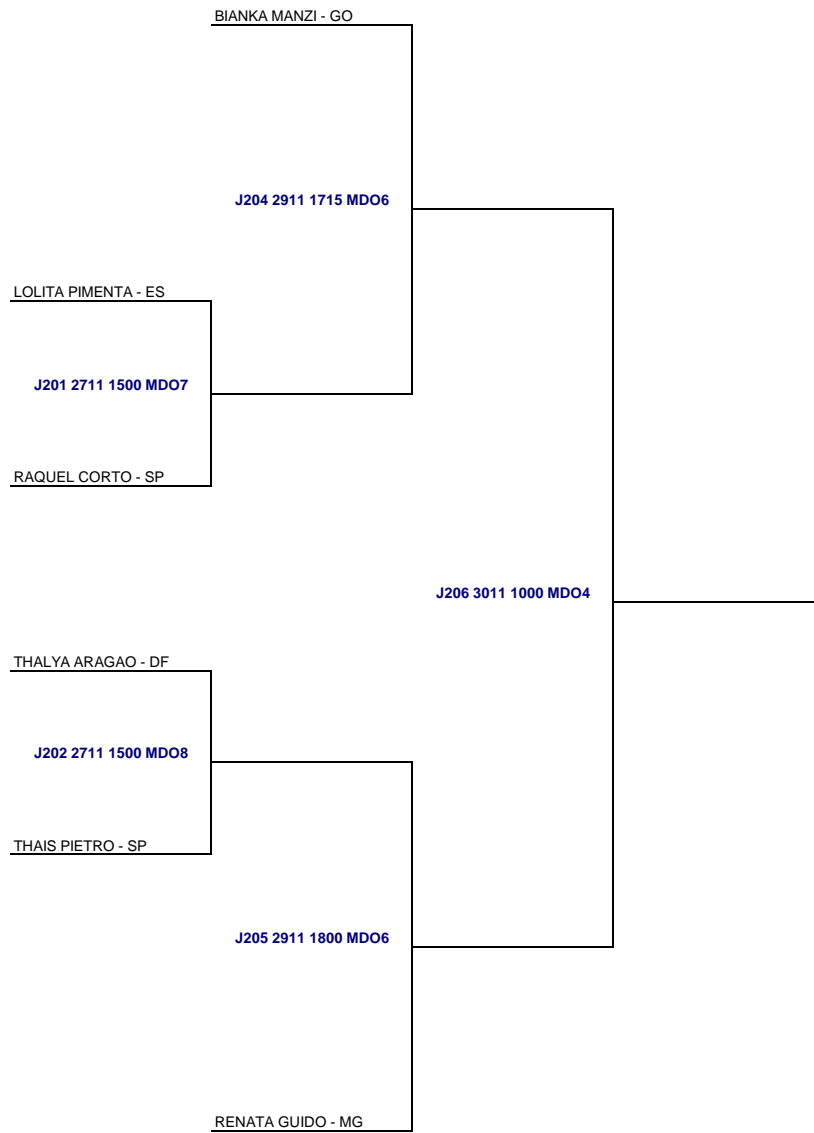 BIANKA MANZI - GO
J204 2911 1715 MDO6
LOLITA PIMENTA - ES
J201 2711 1500 MDO7
RAQUEL CORTO - SP
J206 3011 1000 MDO4
THALYA ARAGAO - DF
J202 2711 1500 MDO8
THAIS PIETRO - SP
J205 2911 1800 MDO6
RENATA GUIDO - MG